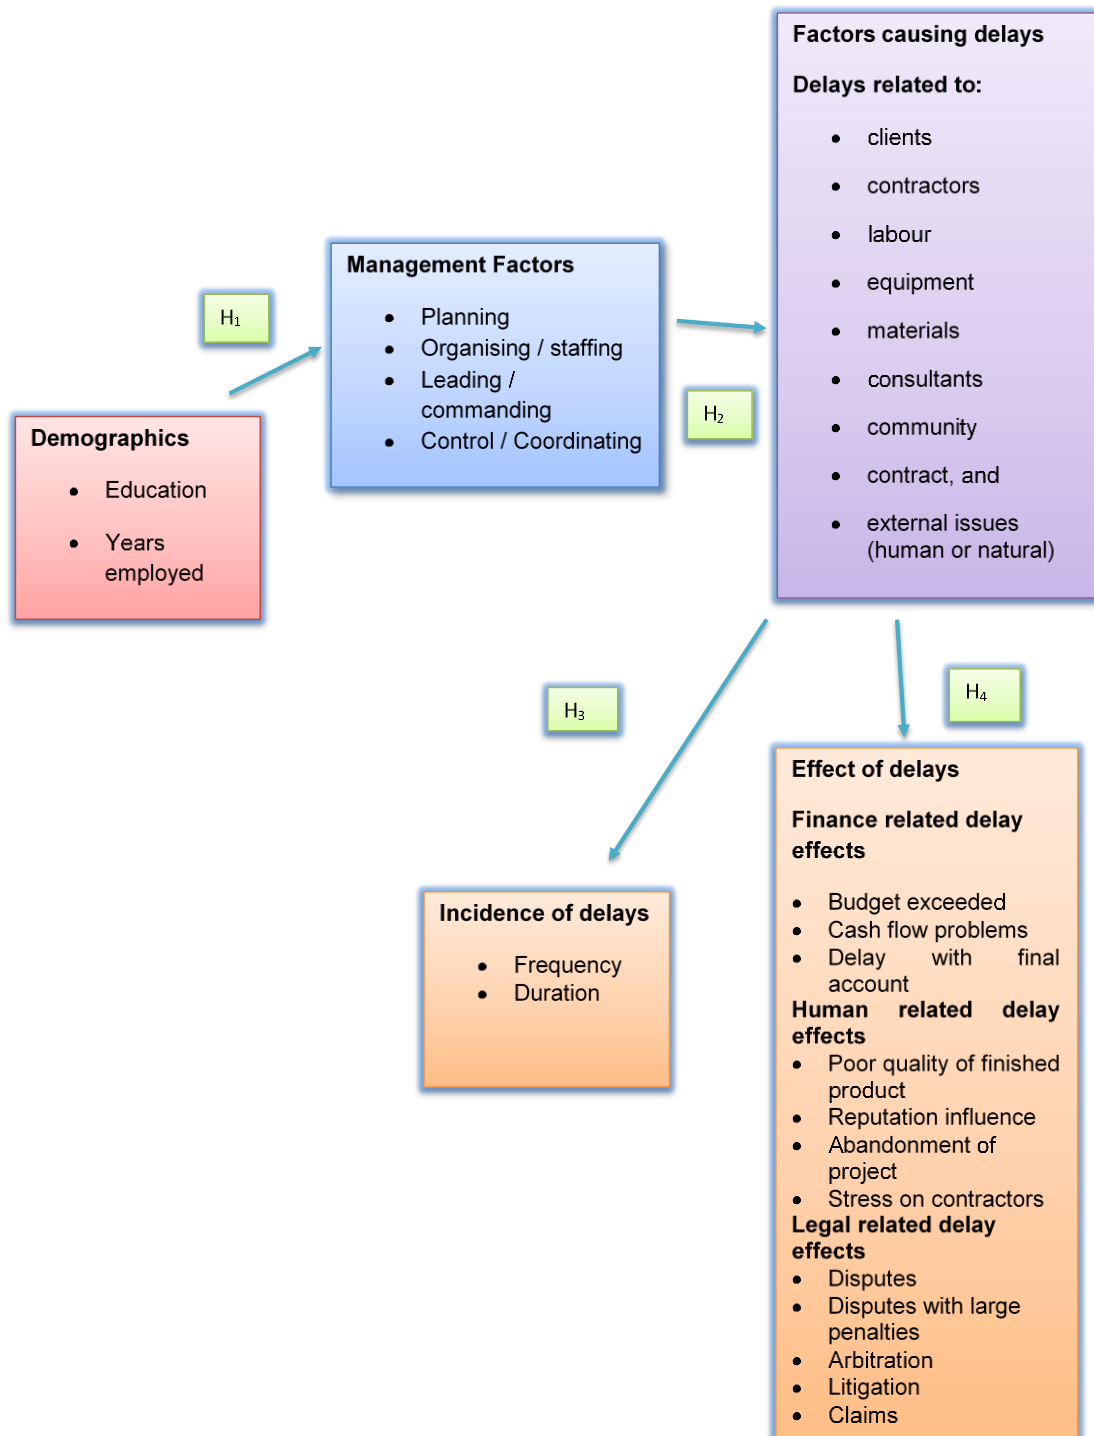 Factors causing delays
Delays related to:
• clients
• contractors
• labour
• equipment
• materials
• consultants
• community
• contract, and
• external issues
(human or natural)
Management Factors
• Planning
• Organising / staffing
• Leading /
commanding
• Control / Coordinating
H₁
H₂
Demographics
• Education
• Years
employed
H₃
H₄
Incidence of delays
• Frequency
• Duration
Effect of delays
Finance related delay
effects
• Budget exceeded
• Cash flow problems
• Delay with final
account
Human related delay
effects
• Poor quality of finished
product
• Reputation influence
• Abandonment of
project
• Stress on contractors
Legal related delay
effects
• Disputes
• Disputes with large
penalties
• Arbitration
• Litigation
• Claims